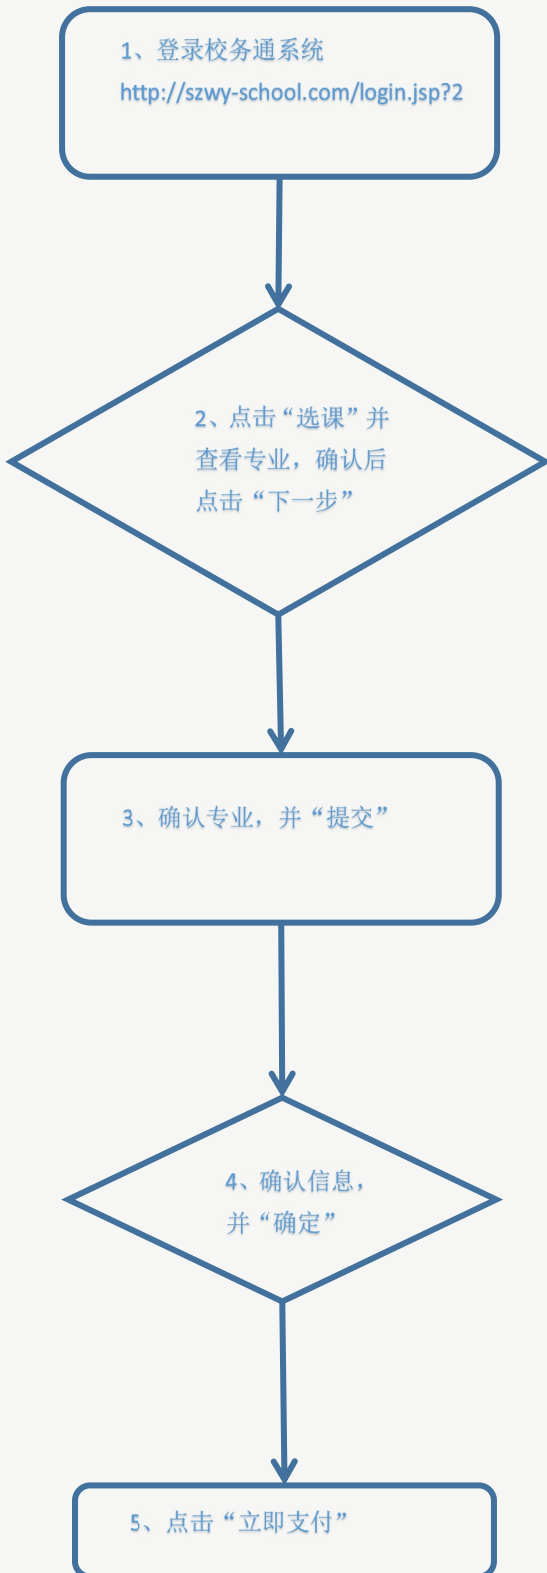 1、登录校务通系统
http://szwy-school.com/login.jsp?2
2、点击“选课”并
查看专业，确认后
点击“下一步”
3、确认专业，并“提交”
4、确认信息，
并“确定”
5、点击“立即支付”